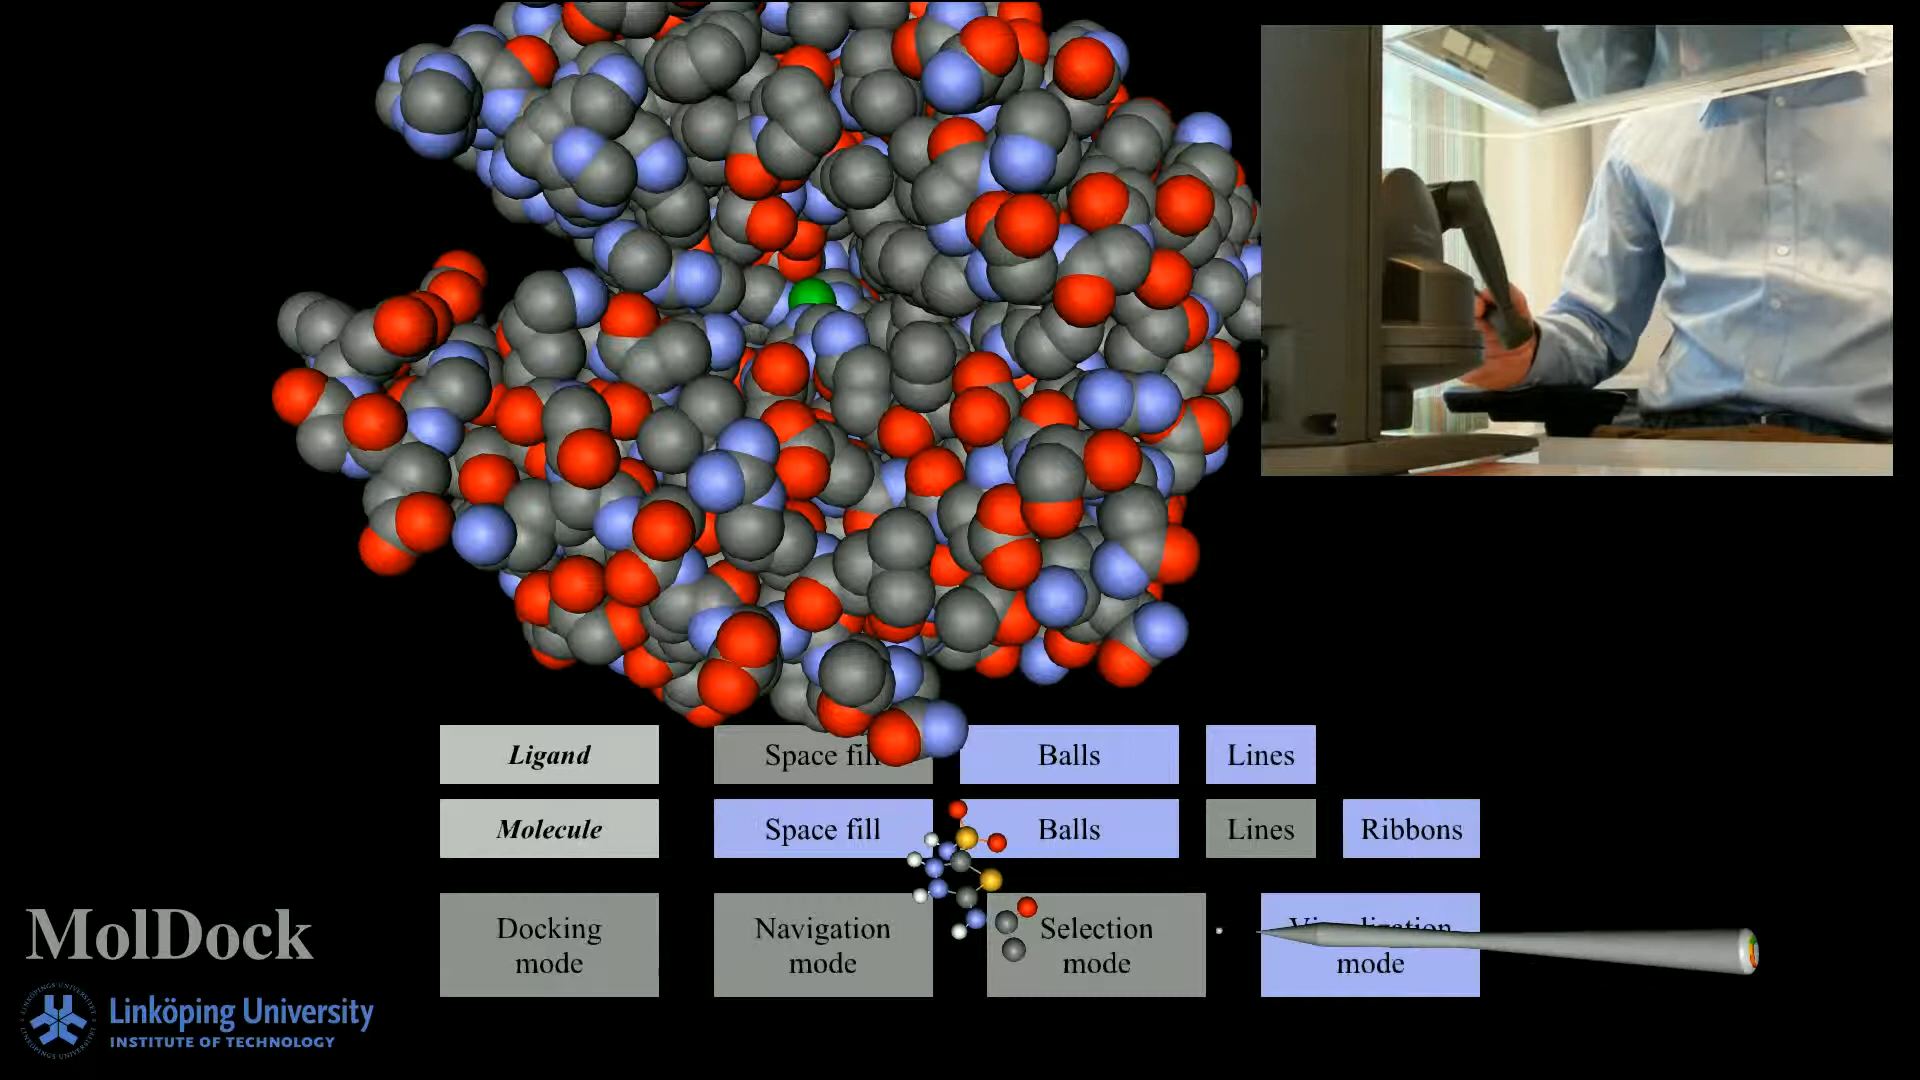 Ligand
Space fill
Balls
Lines
Molecule
Space fill
Balls
Lines
Ribbons
Docking
mode
Navigation
mode
Selection
mode
mode
MolDock
Linköping University
INSTITUTE OF TECHNOLOGY